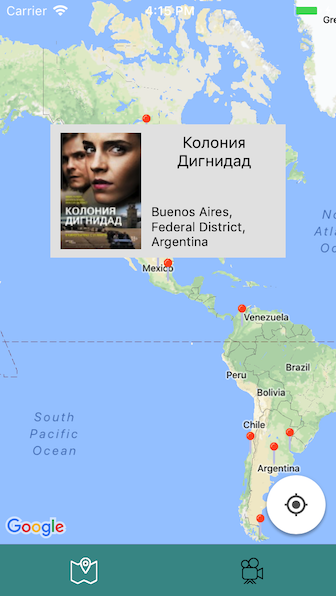 Carrier 4:15 PM
Gre
Колония
Дигнидад
КОЛОНИЯ
ДИГНИДАД
Buenos Aires,
Federal District,
Argentina
No
Atla
Oc
Mexico
Venezuela
Peru
Brazil
Bolivia
South
Pacific
Ocean
Chile
Argentina
Google